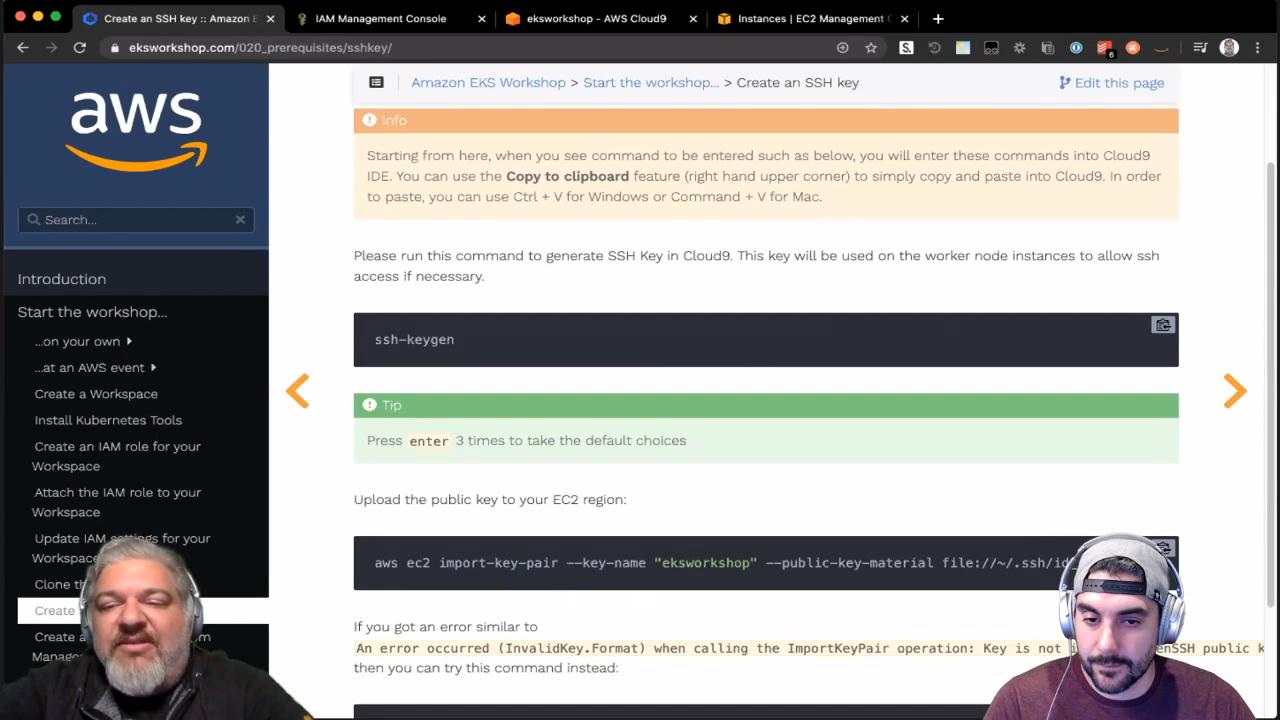 Create an SSH key :: Amazon E
IAM Management Console
eksworkshop - AWS Cloud9
Instances | EC2 Management C
eksworkshop.com/020_prerequisites/sshkey/
6
aws
Search...
Introduction
Start the workshop...
...on your own
...at an AWS event
Create a Workspace
Install Kubernetes Tools
Create an IAM role for your
Workspace
Attach the IAM role to your
Workspace
Update IAM settings for your
Workspace
Clone th
Create
Create a
Mana
Amazon EKS Workshop > Start the workshop... > Create an SSH key
Edit this page
Info
Starting from here, when you see command to be entered such as below, you will enter these commands into Cloud9
IDE. You can use the Copy to clipboard feature (right hand upper corner) to simply copy and paste into Cloud9. In order
to paste, you can use Ctrl + V for Windows or Command + V for Mac.
Please run this command to generate SSH Key in Cloud9. This key will be used on the worker node instances to allow ssh
access if necessary.
ssh-keygen
Tip
Press enter 3 times to take the default choices
Upload the public key to your EC2 region:
aws ec2 import-key-pair --key-name "eksworkshop" --public-key-material file://~/.ssh/id
If you got an error similar to
An error occurred (InvalidKey.Format) when calling the ImportKeyPair operation: Key is not enSSH public k
then you can try this command instead: